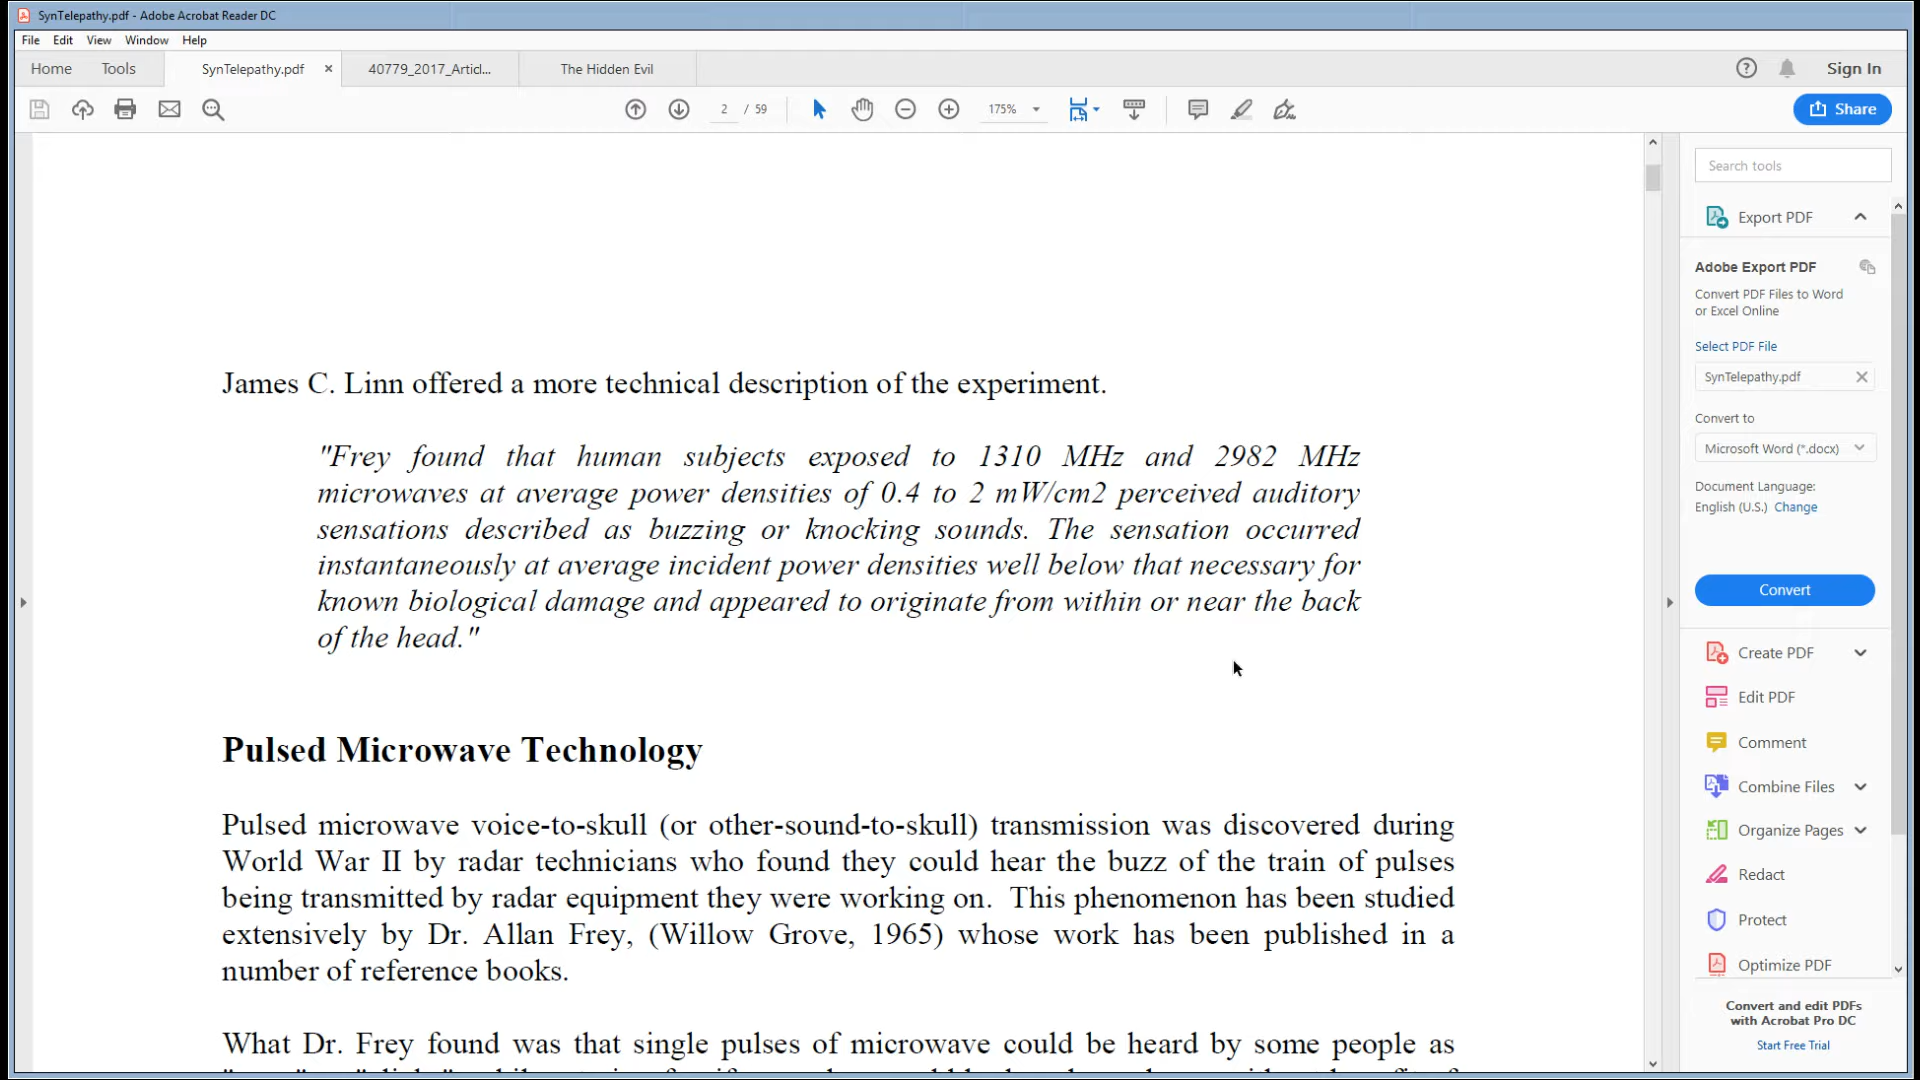 SynTelepathy.pdf - Adobe Acrobat Reader DC
File Edit View Window Help
Home Tools SynTelepathy.pdf × 40779_2017_Articl... The Hidden Evil Sign In
2 / 59 175% Share
Search tools
Export PDF
Adobe Export PDF
Convert PDF Files to Word
or Excel Online
Select PDF File
SynTelepathy.pdf
Convert to
Microsoft Word (*.docx)
Document Language:
English (U.S.) Change
Convert
Create PDF
Edit PDF
Comment
Combine Files
Organize Pages
Redact
Protect
Optimize PDF
Convert and edit PDFs
with Acrobat Pro DC
Start Free Trial
James C. Linn offered a more technical description of the experiment.
"Frey found that human subjects exposed to 1310 MHz and 2982 MHz
microwaves at average power densities of 0.4 to 2 mW/cm2 perceived auditory
sensations described as buzzing or knocking sounds. The sensation occurred
instantaneously at average incident power densities well below that necessary for
known biological damage and appeared to originate from within or near the back
of the head."
Pulsed Microwave Technology
Pulsed microwave voice-to-skull (or other-sound-to-skull) transmission was discovered during
World War II by radar technicians who found they could hear the buzz of the train of pulses
being transmitted by radar equipment they were working on. This phenomenon has been studied
extensively by Dr. Allan Frey, (Willow Grove, 1965) whose work has been published in a
number of reference books.
What Dr. Frey found was that single pulses of microwave could be heard by some people as